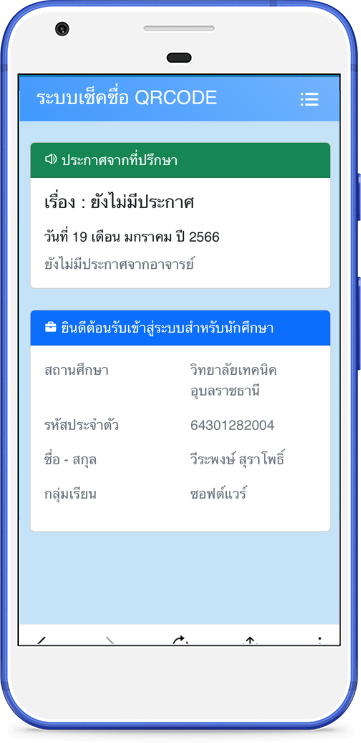 ระบบเช็คชื่อ QRCODE
ประกาศจากที่ปรึกษา
เรื่อง : ยังไม่มีประกาศ
วันที่ 19 เดือน มกราคม ปี 2566
ยังไม่มีประกาศจากอาจารย์
ยินดีต้อนรับเข้าสู่ระบบสำหรับนักศึกษา
สถานศึกษา วิทยาลัยเทคนิค
อุบลราชธานี
รหัสประจำตัว 64301282004
ชื่อ - สกุล วีระพงษ์ สุราโพธิ์
กลุ่มเรียน ซอฟต์แวร์